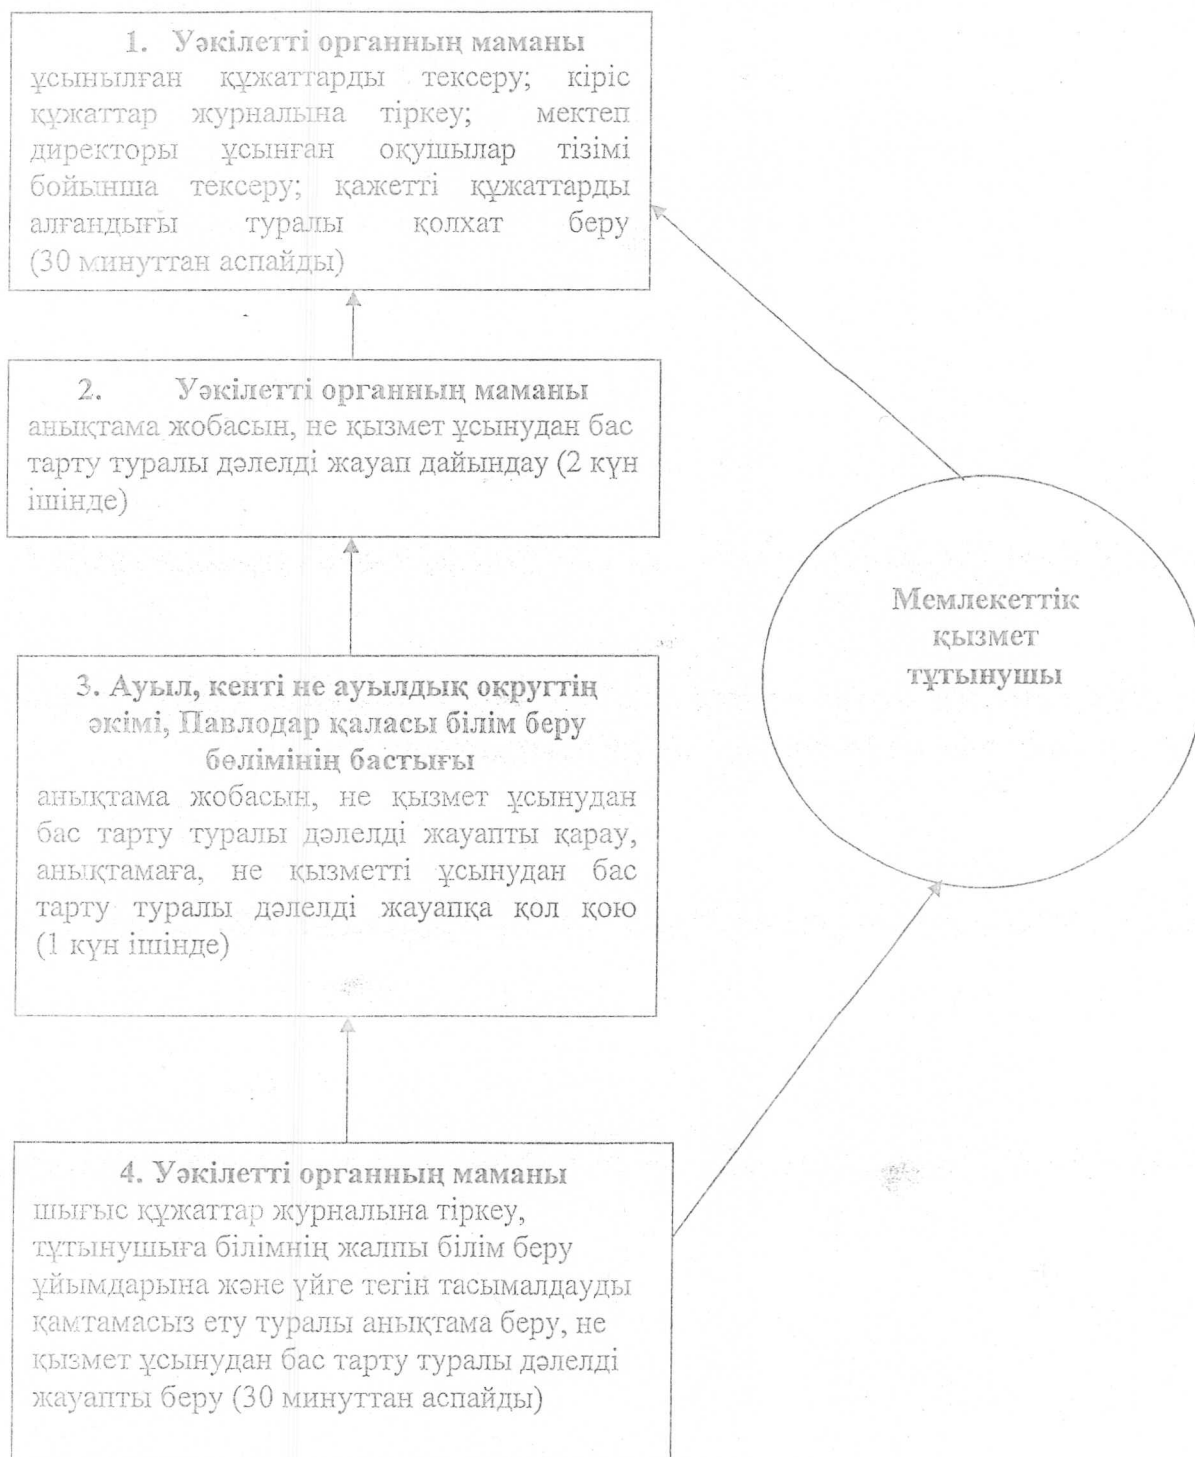 1. Уәкілетті органның маманы
ұсынылған құжаттарды тексеру; кіріс
құжаттар журналына тіркеу; мектеп
директоры ұсынған оқушылар тізімі
бойынша тексеру; қажетті құжаттарды
алғандығы туралы қолхат беру
(30 минуттан аспайды)
2. Уәкілетті органның маманы
анықтама жобасын, не қызмет ұсынудан бас
тарту туралы дәлелді жауап дайындау (2 күн
ішінде)
Мемлекеттік
қызмет
тұтынушы
3. Ауыл, кенті не ауылдық округтің
әкімі, Павлодар қаласы білім беру
бөлімінің бастығы
анықтама жобасын, не қызмет ұсынудан
бас тарту туралы дәлелді жауапты қарау,
анықтамаға, не қызметті ұсынудан бас
тарту туралы дәлелді жауапқа қол қою
(1 күн ішінде)
4. Уәкілетті органның маманы
шығыс құжаттар журналына тіркеу,
тұтынушыға білімнің жалпы білім беру
ұйымдарына және үйге тегін тасымалдауды
қамтамасыз ету туралы анықтама беру, не
қызмет ұсынудан бас тарту туралы дәлелді
жауапты беру (30 минуттан аспайды)